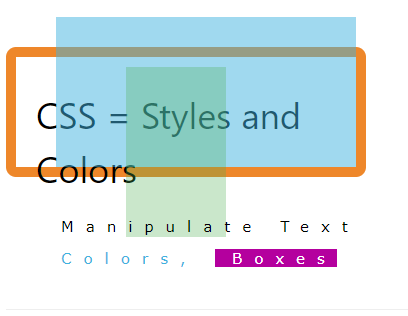 CSS = Styles and
Colors
Manipulate Text
Colors, Boxes